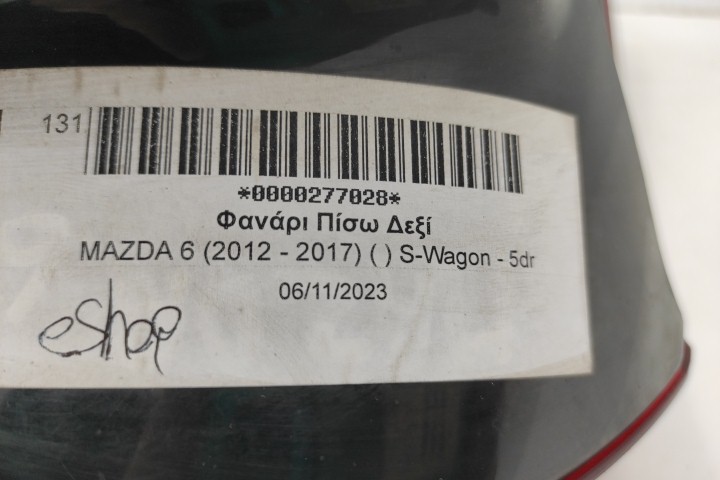 131
*0000277028*
Φανάρι Πίσω Δεξί
MAZDA 6 (2012 - 2017) ( ) S-Wagon - 5dr
06/11/2023
eshop